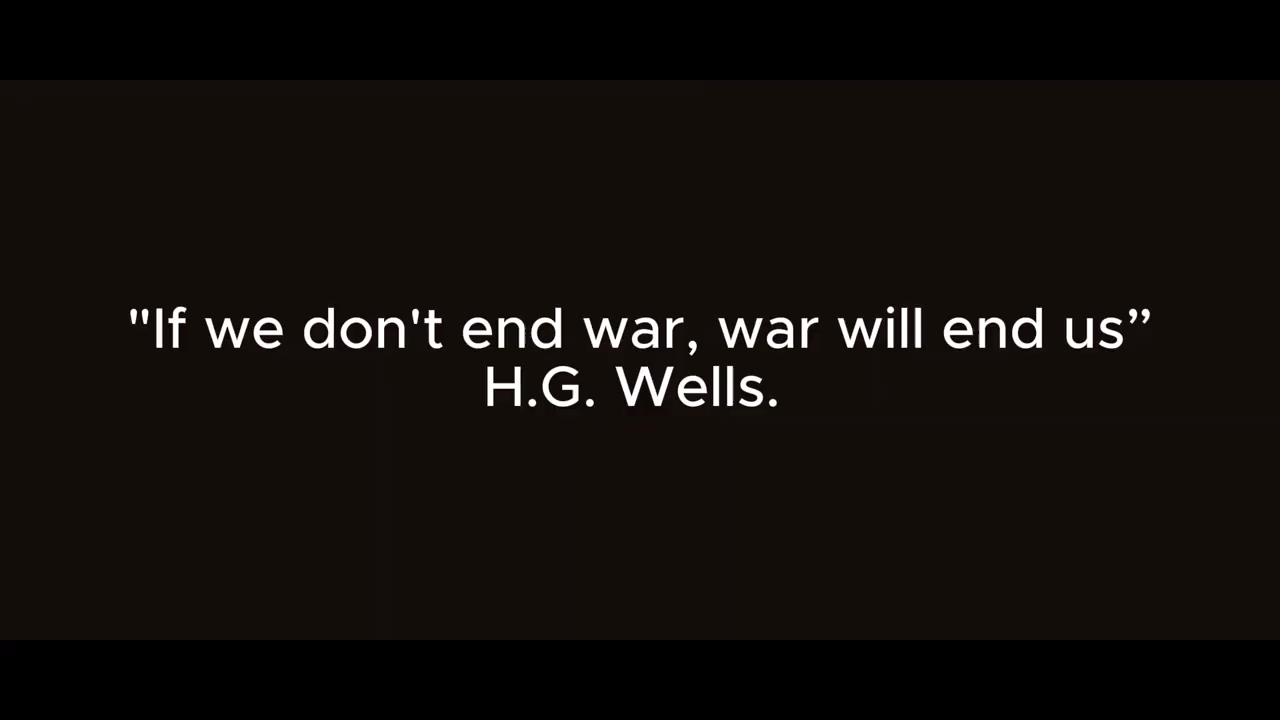 "If we don't end war, war will end us”
H.G. Wells.